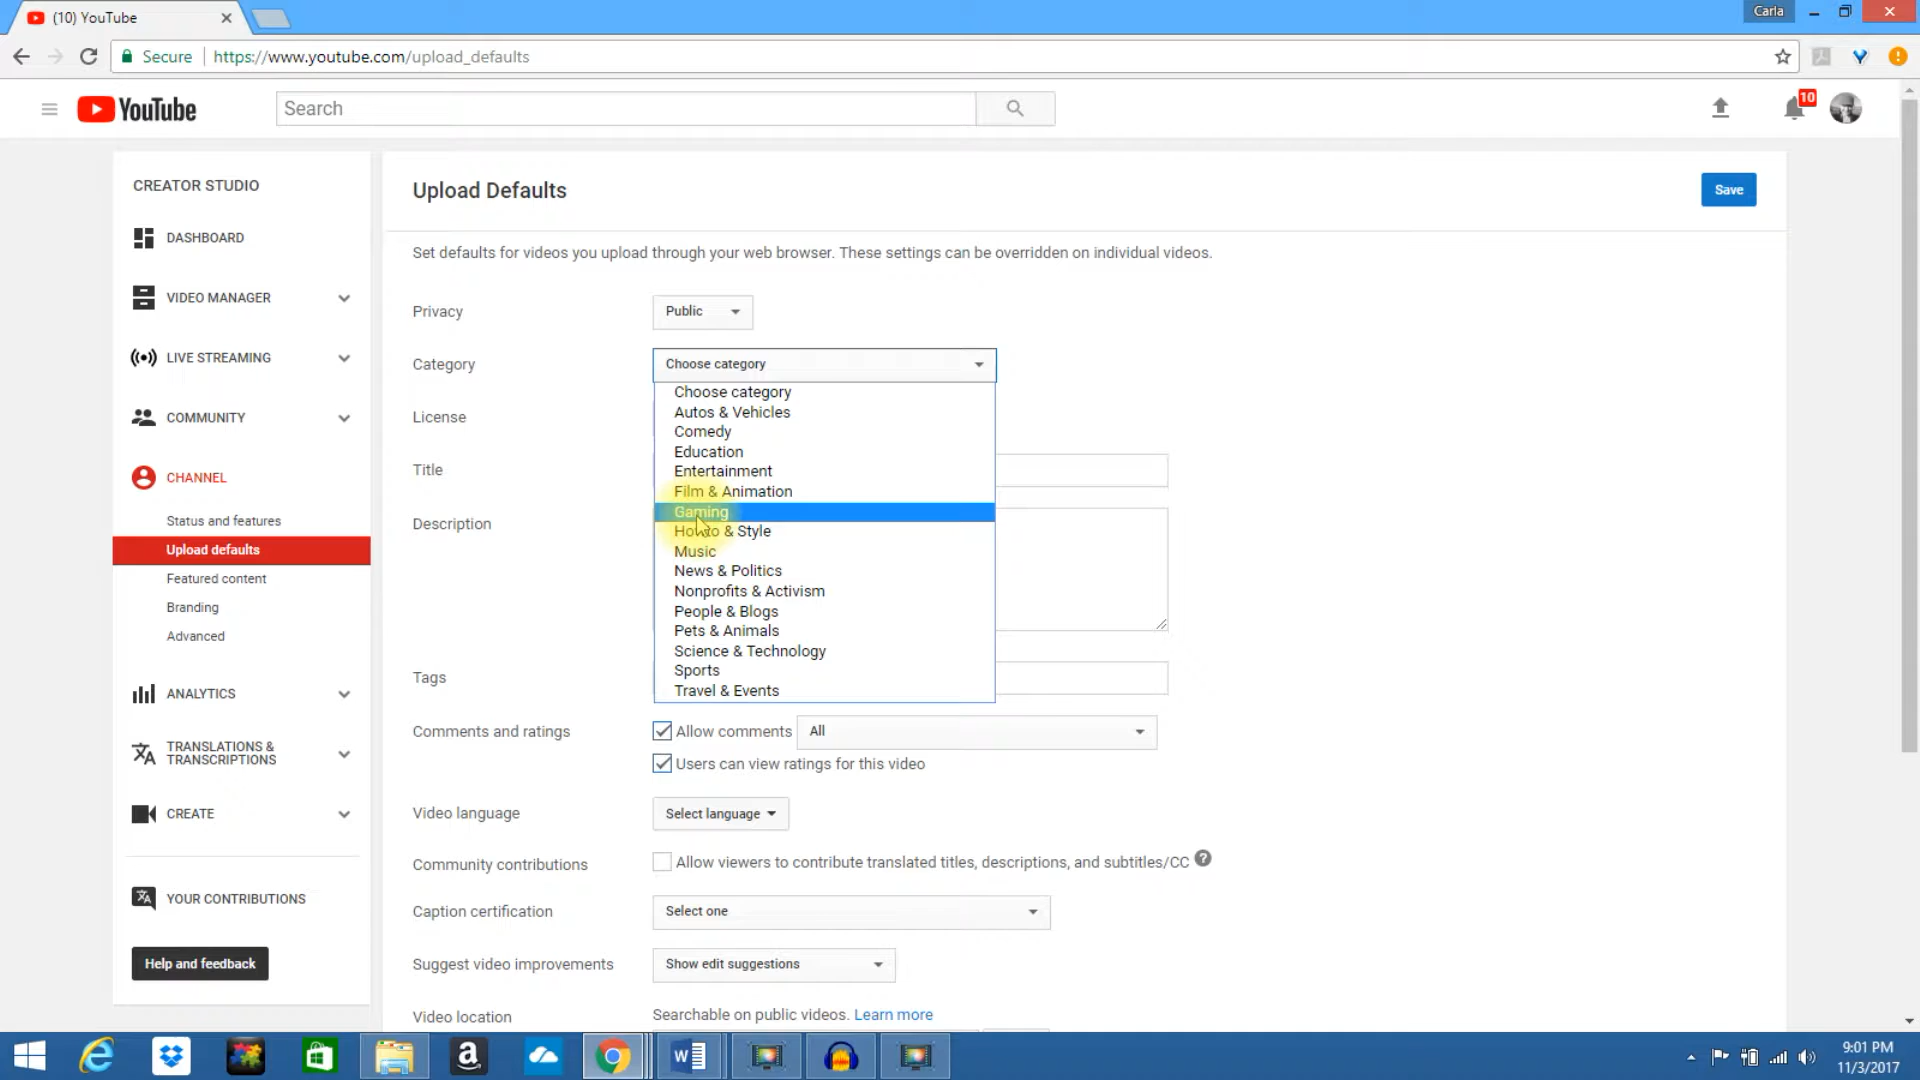 (10) YouTube
Carla
Secure
https://www.youtube.com/upload_defaults
YouTube
Search
10
CREATOR STUDIO
DASHBOARD
VIDEO MANAGER
LIVE STREAMING
COMMUNITY
CHANNEL
Status and features
Upload defaults
Featured content
Branding
Advanced
ANALYTICS
TRANSLATIONS &
TRANSCRIPTIONS
CREATE
YOUR CONTRIBUTIONS
Help and feedback
Upload Defaults
Save
Set defaults for videos you upload through your web browser. These settings can be overridden on individual videos.
Privacy
Public
Category
Choose category
Choose category
Autos & Vehicles
Comedy
Education
Entertainment
Film & Animation
Gaming
Howto & Style
Music
News & Politics
Nonprofits & Activism
People & Blogs
Pets & Animals
Science & Technology
Sports
Travel & Events
License
Title
Description
Tags
Comments and ratings
Allow comments
All
Users can view ratings for this video
Video language
Select language
Community contributions
Allow viewers to contribute translated titles, descriptions, and subtitles/CC
Caption certification
Select one
Suggest video improvements
Show edit suggestions
Video location
Searchable on public videos. Learn more
9:01 PM
11/3/2017